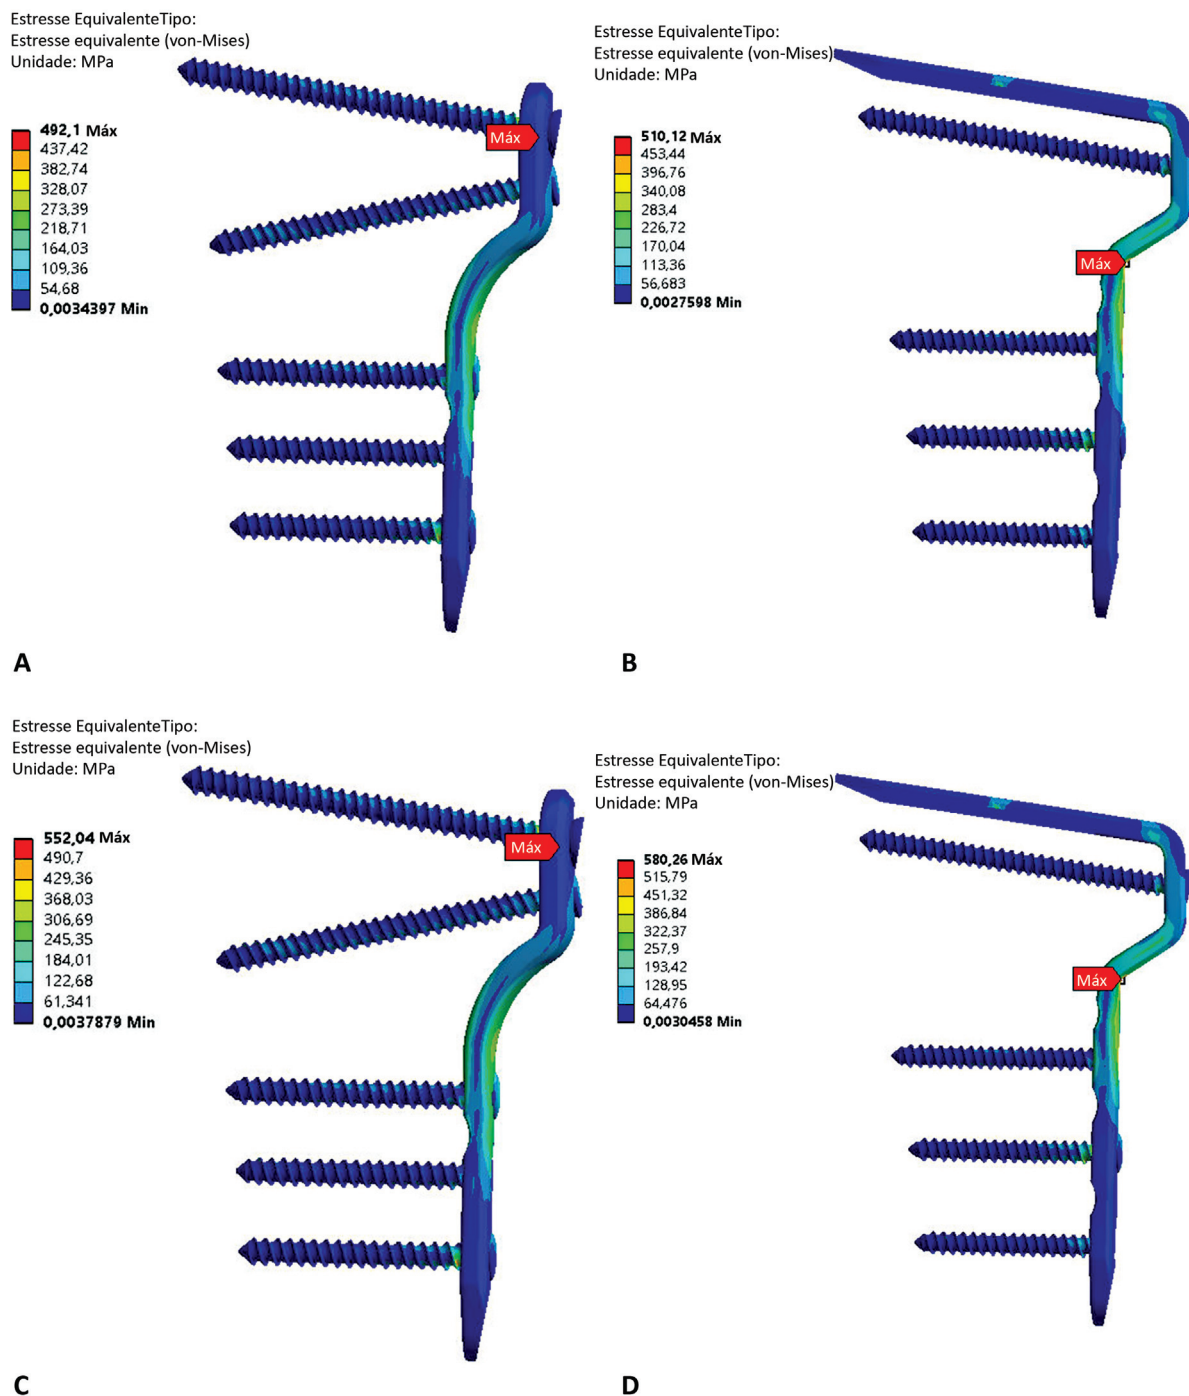 Estresse EquivalenteTipo:
Estresse equivalente (von-Mises)
Unidade: MPa
492,1 Máx
437,42
382,74
328,07
273,39
218,71
164,03
109,36
54,68
0,0034397 Min
Máx
A
Estresse EquivalenteTipo:
Estresse equivalente (von-Mises)
Unidade: MPa
510,12 Máx
453,44
396,76
340,08
283,4
226,72
170,04
113,36
56,683
0,0027598 Min
Máx
B
Estresse EquivalenteTipo:
Estresse equivalente (von-Mises)
Unidade: MPa
552,04 Máx
490,7
429,36
368,03
306,69
245,35
184,01
122,68
61,341
0,0037879 Min
Máx
C
Estresse EquivalenteTipo:
Estresse equivalente (von-Mises)
Unidade: MPa
580,26 Máx
515,79
451,32
386,84
322,37
257,9
193,42
128,95
64,476
0,0030458 Min
Máx
D